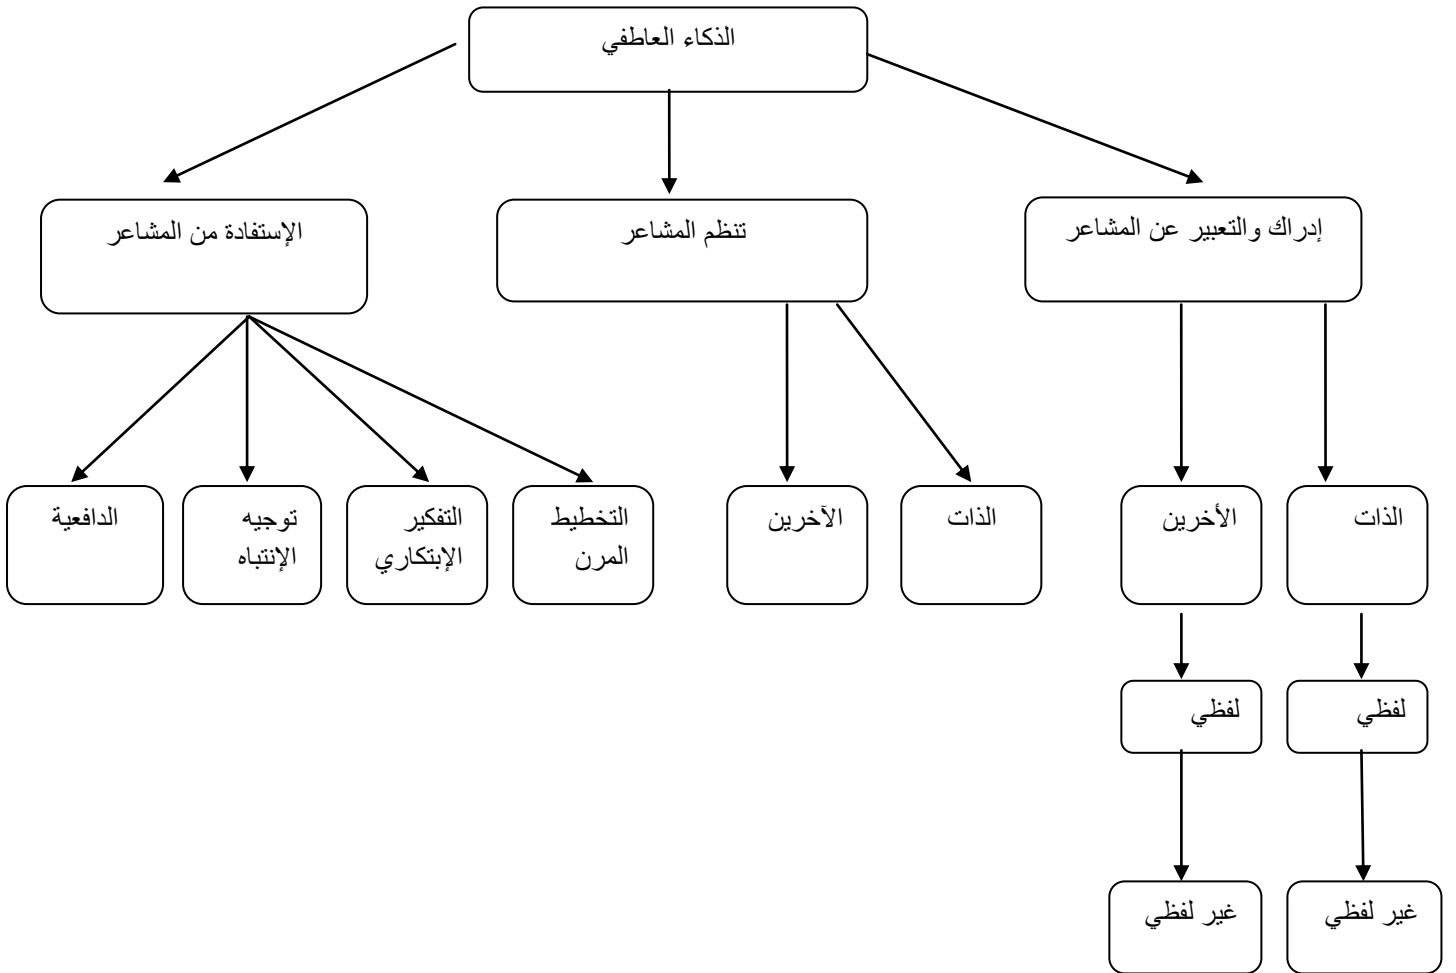 الذكاء العاطفي
إدراك والتعبير عن المشاعر
تنظم المشاعر
الإستفادة من المشاعر
الذات
الأخرين
الذات
الآخرين
التخطيط
المرن
التفكير
الإبتكاري
توجيه
الإنتباه
الدافعية
لفظي
لفظي
غير لفظي
غير لفظي